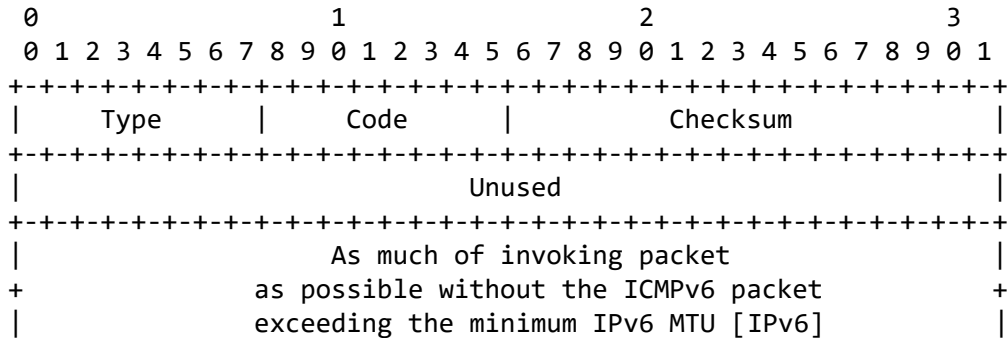 0                   1                   2                   3
 0 1 2 3 4 5 6 7 8 9 0 1 2 3 4 5 6 7 8 9 0 1 2 3 4 5 6 7 8 9 0 1
+-+-+-+-+-+-+-+-+-+-+-+-+-+-+-+-+-+-+-+-+-+-+-+-+-+-+-+-+-+-+-+-+
|     Type      |     Code      |          Checksum             |
+-+-+-+-+-+-+-+-+-+-+-+-+-+-+-+-+-+-+-+-+-+-+-+-+-+-+-+-+-+-+-+-+
|                             Unused                            |
+-+-+-+-+-+-+-+-+-+-+-+-+-+-+-+-+-+-+-+-+-+-+-+-+-+-+-+-+-+-+-+-+
|                    As much of invoking packet                 |
+               as possible without the ICMPv6 packet           +
|               exceeding the minimum IPv6 MTU [IPv6]           |